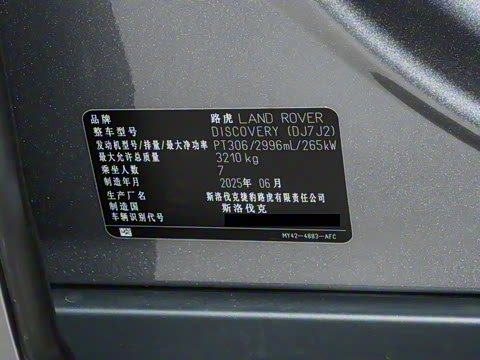 品牌 路虎 LAND ROVER
整车型号 DISCOVERY (DJ7J2)
发动机型号/排量/最大净功率 PT306/2996mL/265kW
最大允许总质量 3210kg
乘坐人数 7
制造年月 2025年 06月
生产厂名 斯洛伐克捷豹路虎有限责任公司
制造国 斯洛伐克
车辆识别代号
MY42-4883-AFC